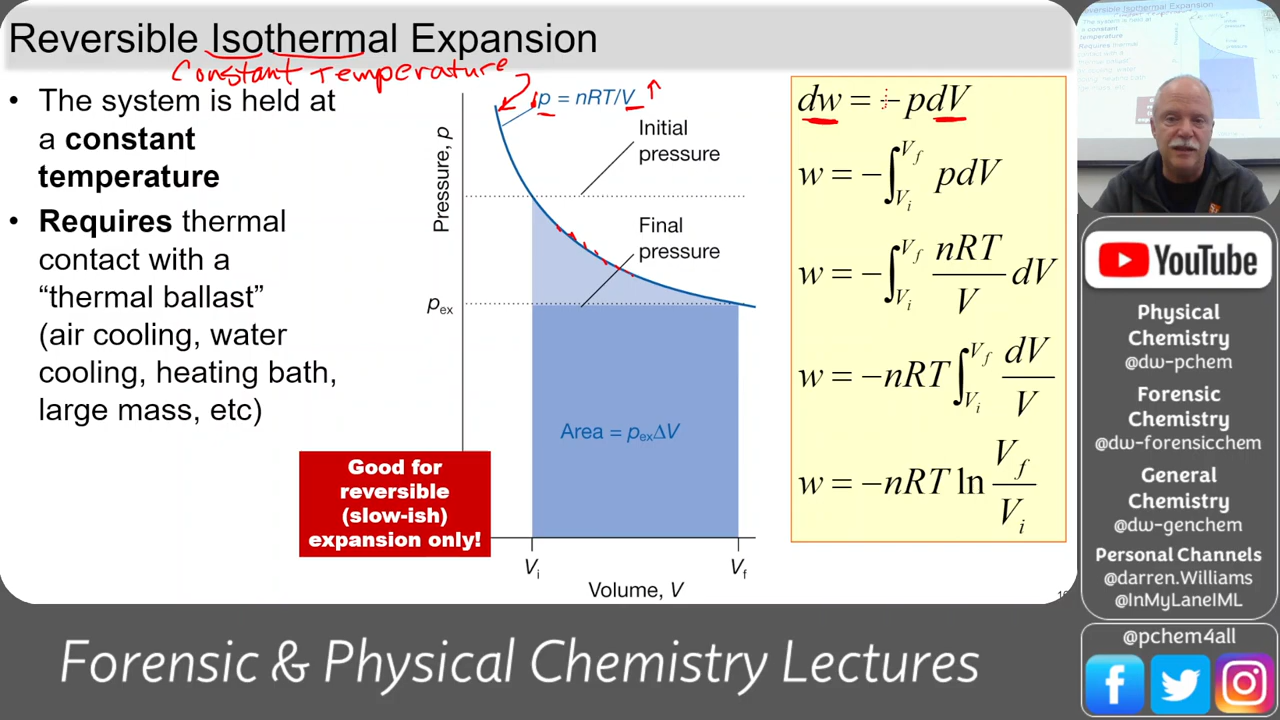 Reversible Isothermal Expansion
Constant Temperature
• The system is held at
a constant
temperature
• Requires thermal
contact with a
“thermal ballast”
(air cooling, water
cooling, heating bath,
large mass, etc)
Good for
reversible
(slow-ish)
expansion only!
p = nRT/V ↑
Initial
pressure
Final
pressure
Pressure, p
pex
Area = pexΔV
Vi
Vf
Volume, V
dw = − pdV
w = −∫ViVf pdV
w = −∫ViVf nRT/V dV
w = −nRT ∫ViVf dV/V
w = −nRT ln Vf/Vi
YouTube
Physical
Chemistry
@dw-pchem
Forensic
Chemistry
@dw-forensicchem
General
Chemistry
@dw-genchem
Personal Channels
@darren.Williams
@InMyLaneIML
@pchem4all
Forensic & Physical Chemistry Lectures